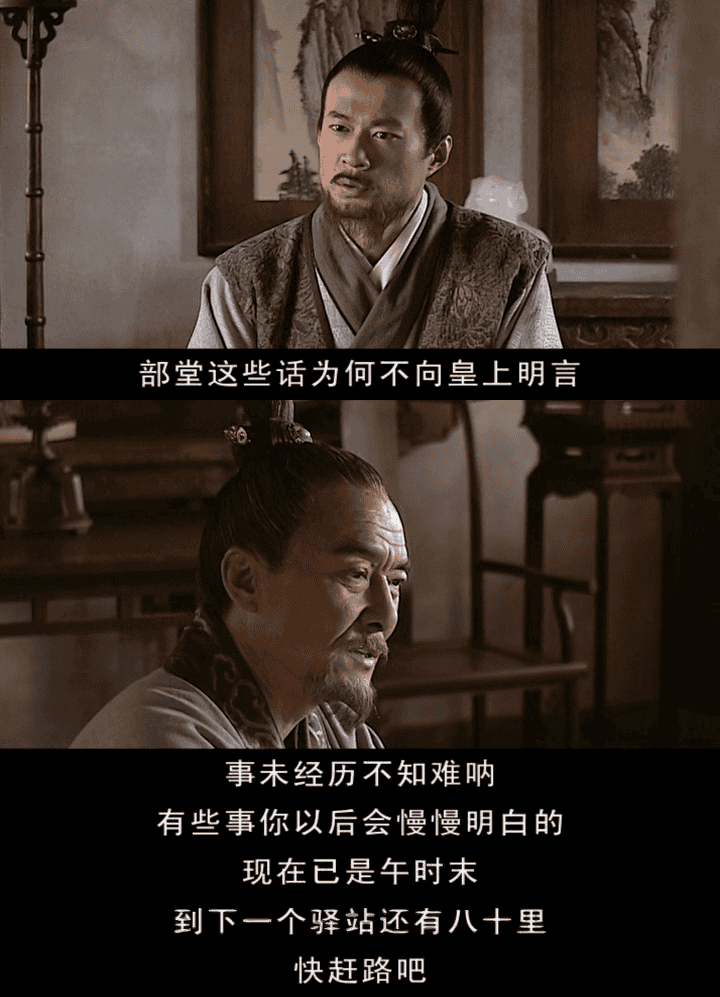 部堂这些话为何不向皇上明言
事未经历不知难呐
有些事你以后会慢慢明白的
现在已是午时末
到下一个驿站还有八十里
快赶路吧